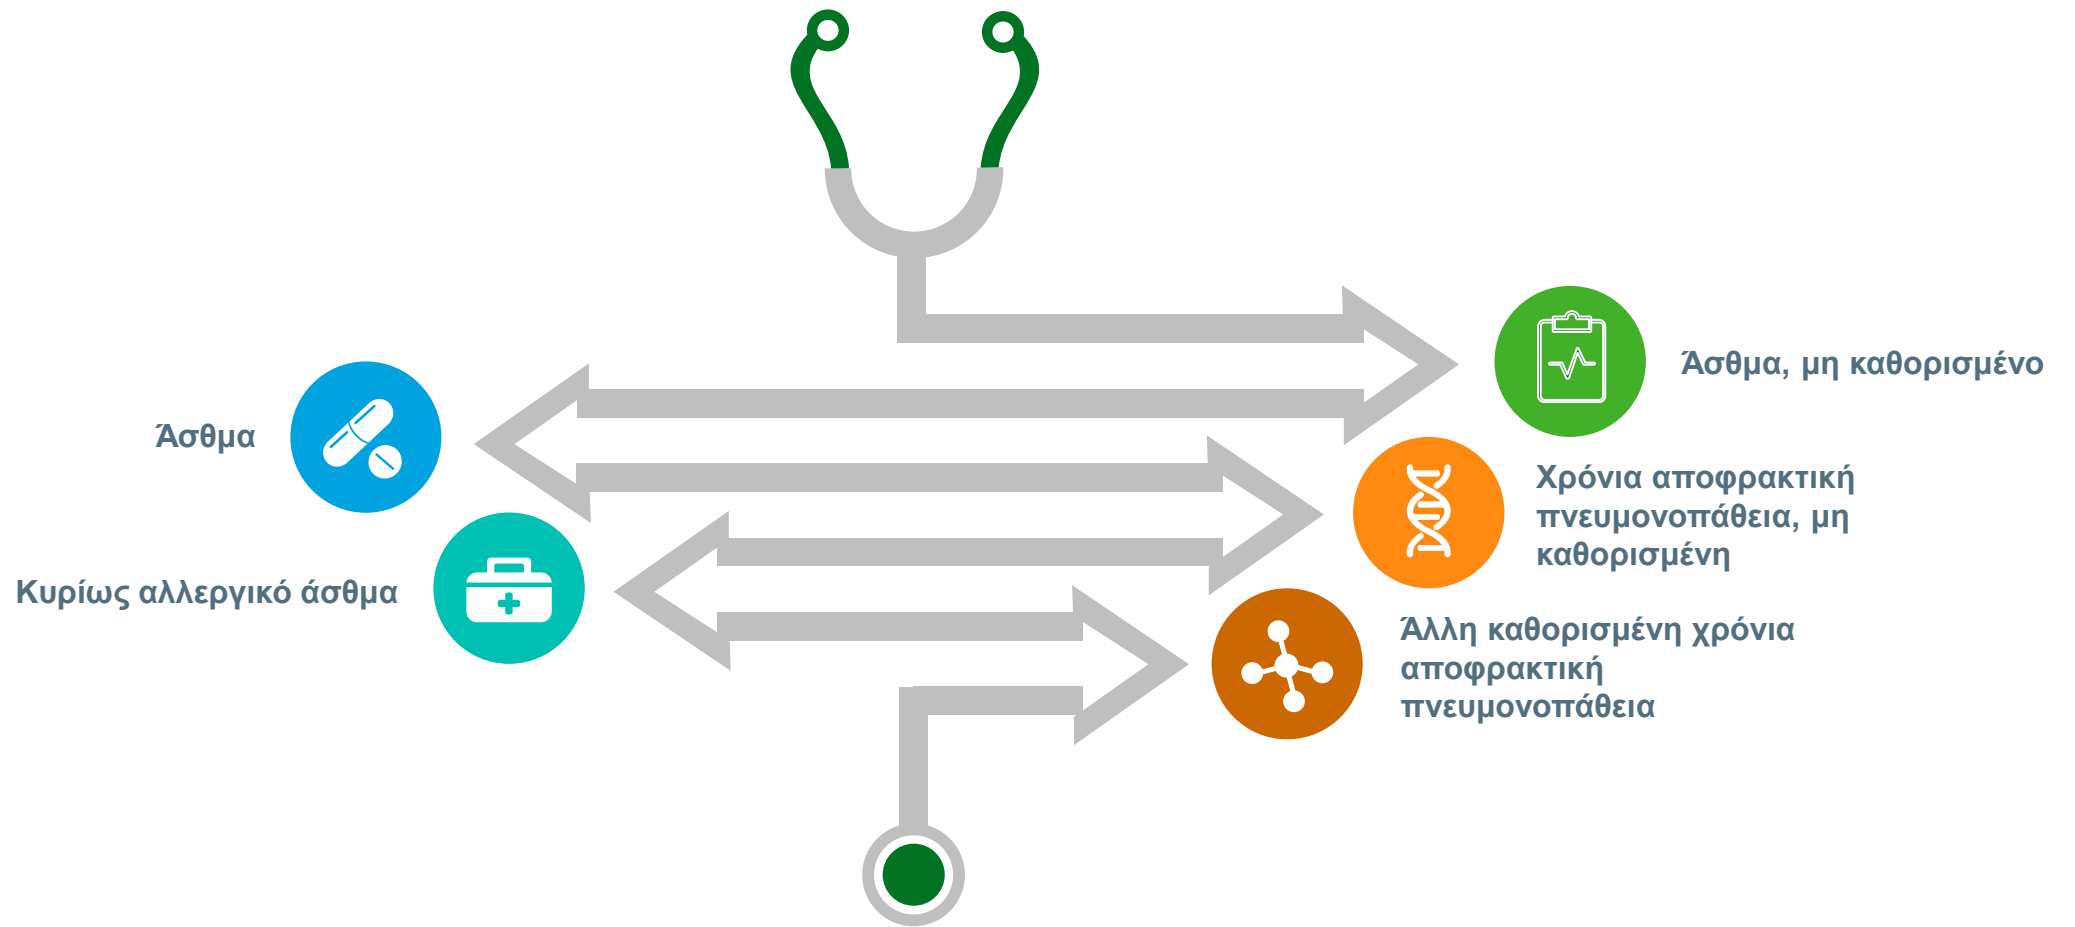 Άσθμα, μη καθορισμένο
Άσθμα
Χρόνια αποφρακτική
πνευμονοπάθεια, μη
καθορισμένη
Κυρίως αλλεργικό άσθμα
Άλλη καθορισμένη χρόνια
αποφρακτική
πνευμονοπάθεια